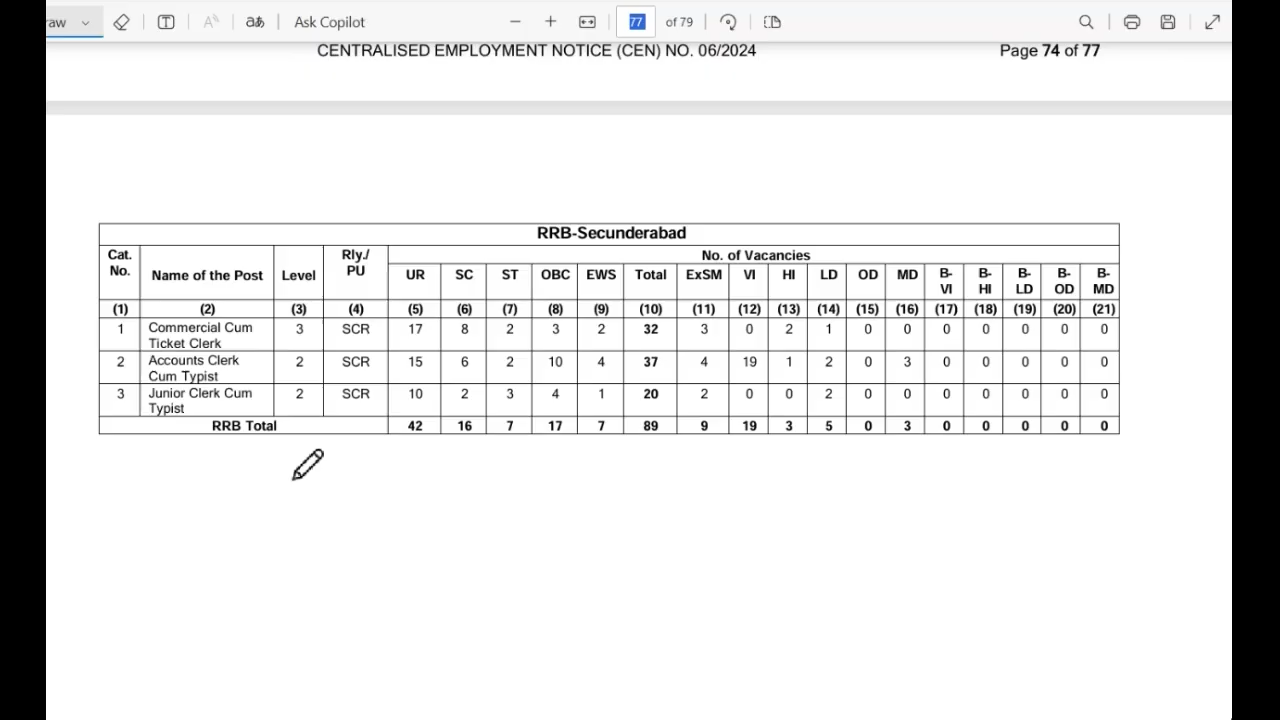 raw
Ask Copilot
77 of 79
CENTRALISED EMPLOYMENT NOTICE (CEN) NO. 06/2024 Page 74 of 77
RRB-Secunderabad
Cat. No. Name of the Post Level Rly./ PU No. of Vacancies
UR SC ST OBC EWS Total ExSM VI HI LD OD MD B-VI B-HI B-LD B-OD B-MD
(1) (2) (3) (4) (5) (6) (7) (8) (9) (10) (11) (12) (13) (14) (15) (16) (17) (18) (19) (20) (21)
1 Commercial Cum Ticket Clerk 3 SCR 17 8 2 3 2 32 3 0 2 1 0 0 0 0 0 0 0
2 Accounts Clerk Cum Typist 2 SCR 15 6 2 10 4 37 4 19 1 2 0 3 0 0 0 0 0
3 Junior Clerk Cum Typist 2 SCR 10 2 3 4 1 20 2 0 0 2 0 0 0 0 0 0 0
RRB Total 42 16 7 17 7 89 9 19 3 5 0 3 0 0 0 0 0